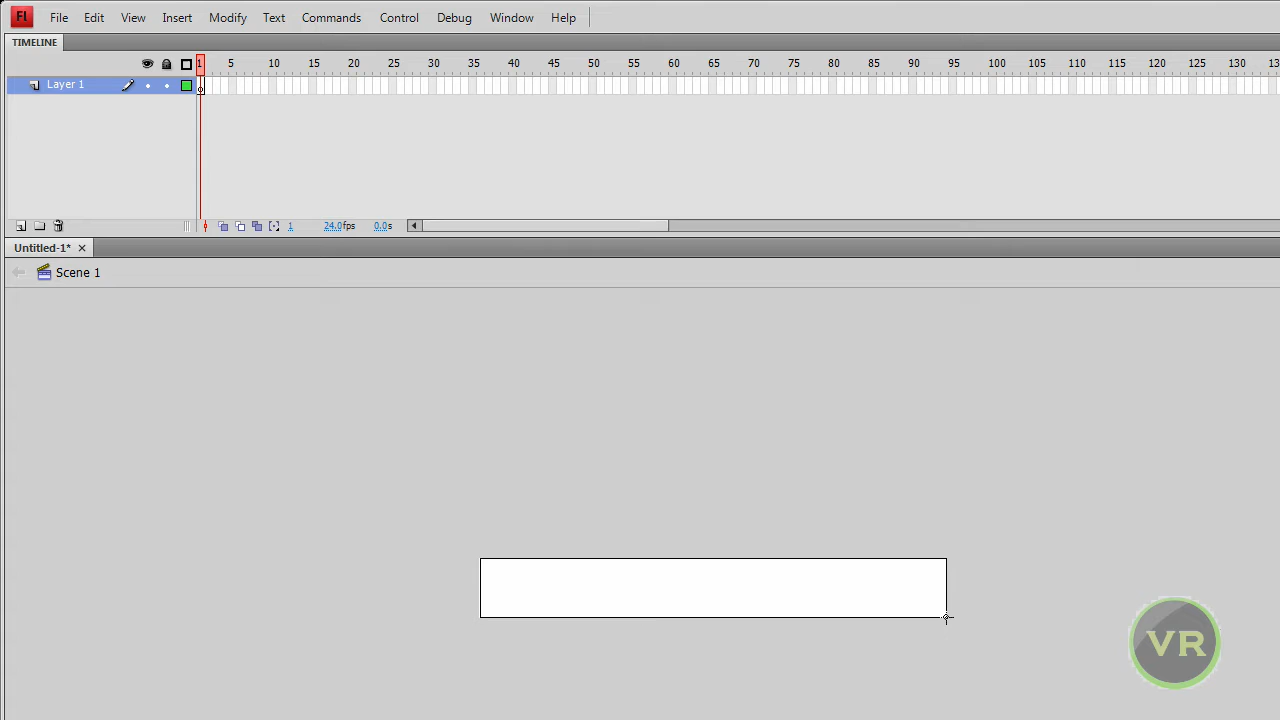 Fl File Edit View Insert Modify Text Commands Control Debug Window Help
TIMELINE
1 5 10 15 20 25 30 35 40 45 50 55 60 65 70 75 80 85 90 95 100 105 110 115 120 125 130 13
Layer 1
1 24.0fps 0.0s
Untitled-1*
Scene 1
VR